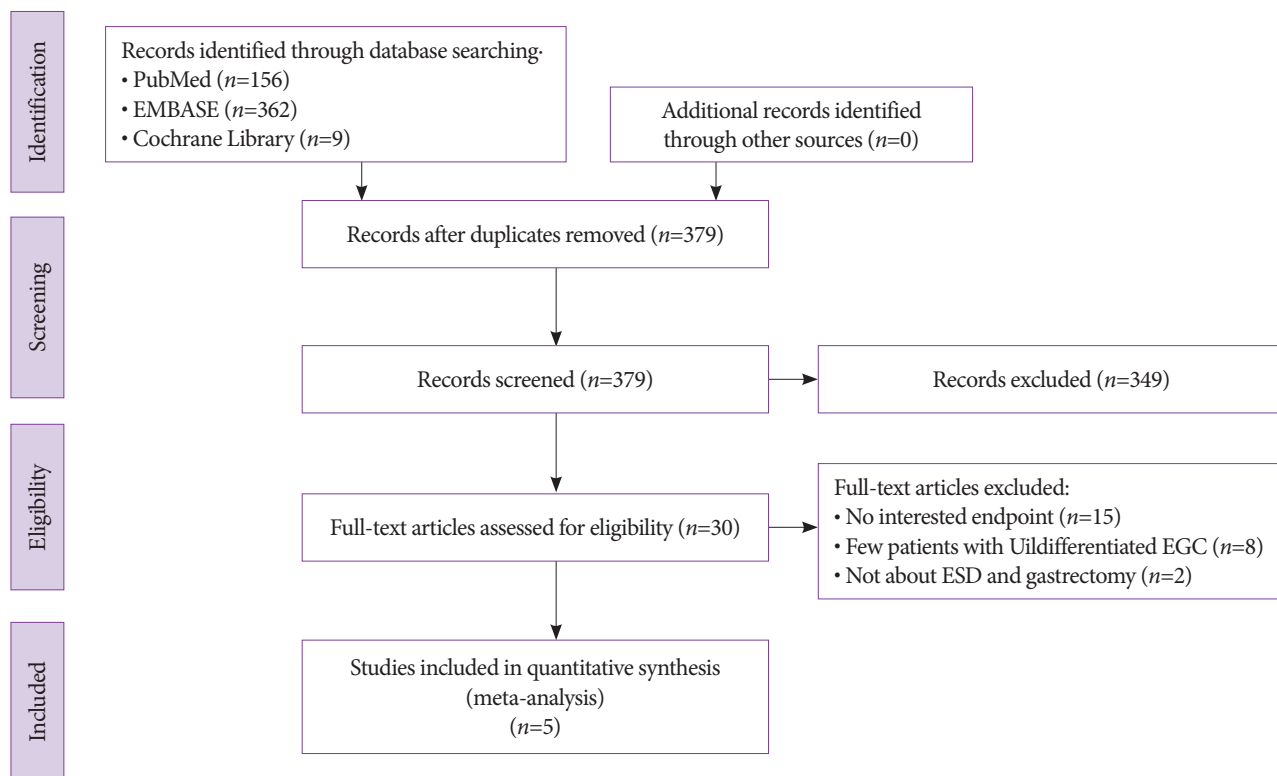 Identification
Records identified through database searching·
• PubMed (n=156)
• EMBASE (n=362)
• Cochrane Library (n=9)
Additional records identified
through other sources (n=0)
Screening
Records after duplicates removed (n=379)
Records screened (n=379)
Records excluded (n=349)
Eligibility
Full-text articles assessed for eligibility (n=30)
Full-text articles excluded:
• No interested endpoint (n=15)
• Few patients with Uildifferentiated EGC (n=8)
• Not about ESD and gastrectomy (n=2)
Included
Studies included in quantitative synthesis
(meta-analysis)
(n=5)